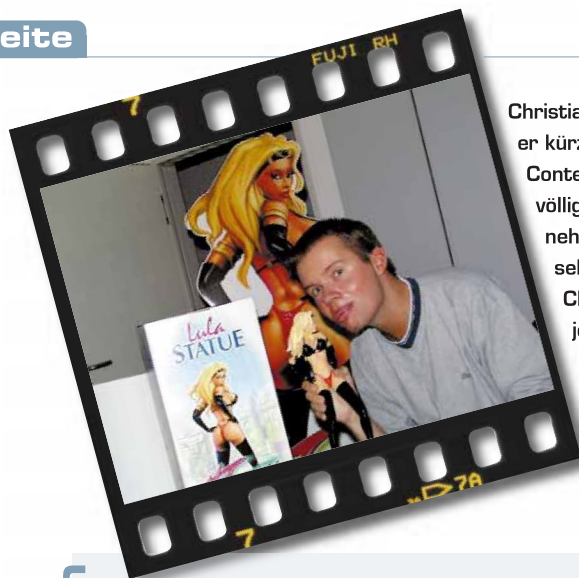 eite
FUJI RH
7
Christia
er kürz
Conte
völlig
neh
sel
Cl
je
Lula
STATUE
7
7A